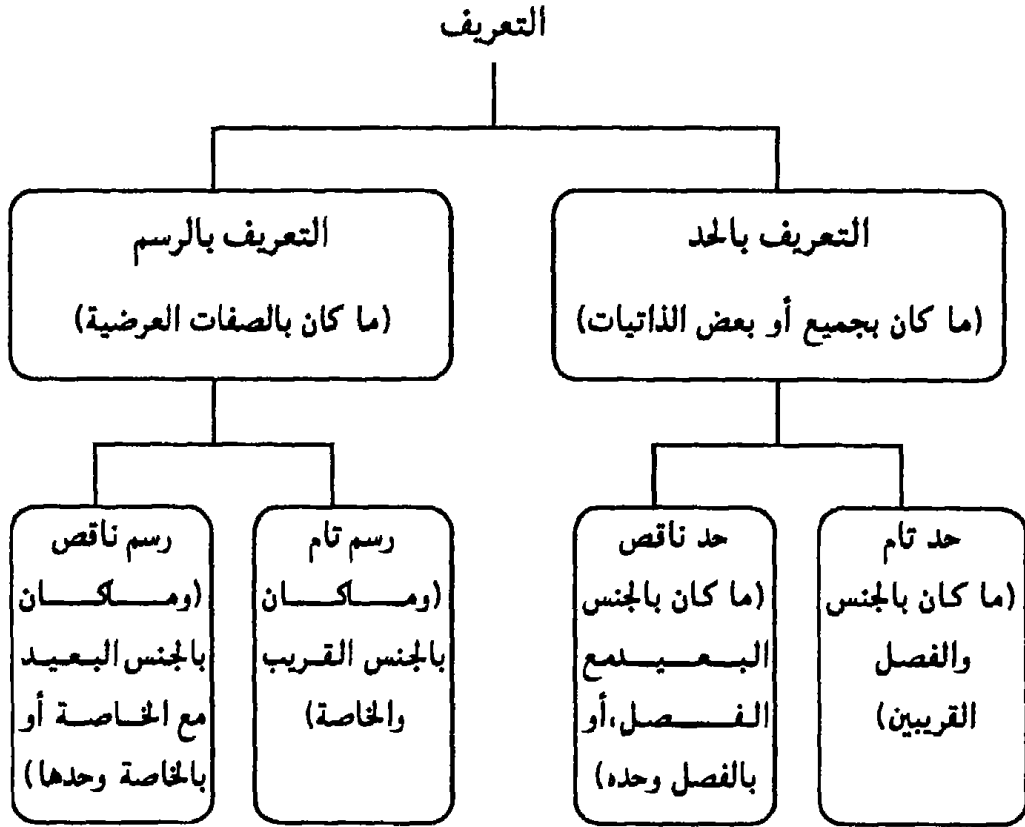 التعريف
التعريف بالحد
(ما كان بجميع أو بعض الذاتيات)
التعريف بالرسم
(ما كان بالصفات العرضية)
حد تام
(ما كان بالجنس
والفصل
القريبين)
حد ناقص
(ما كان بالجنس
البعيدمع
الفصل،أو
بالفصل وحده)
رسم تام
(وماكان
بالجنس القريب
والخاصة)
رسم ناقص
(وماكان
بالجنس البعيد
مع الخاصة أو
بالخاصة وحدها)